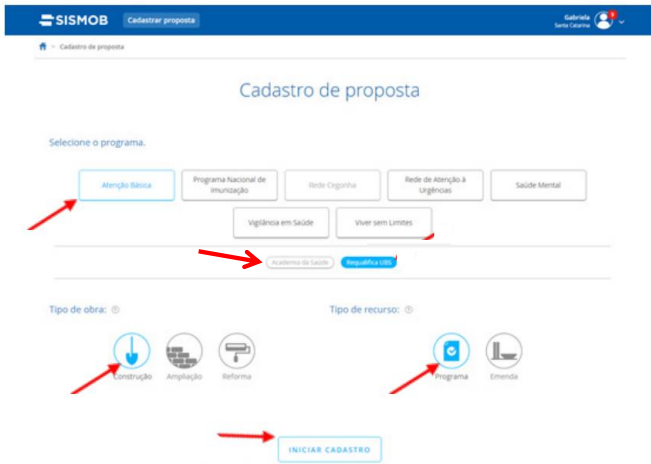 SISMOB Cadastrar proposta Gabriela
Santa Catarina
> Cadastro de proposta
Cadastro de proposta
Selecione o programa.
Atenção Básica
Programa Nacional de
Imunização
Rede Cegonha
Rede de Atenção à
Urgências
Saúde Mental
Vigilância em Saúde Viver sem Limites
Academia da Saúde Requalifica UBS
Tipo de obra: Tipo de recurso:
Construção Ampliação Reforma Programa Emenda
INICIAR CADASTRO